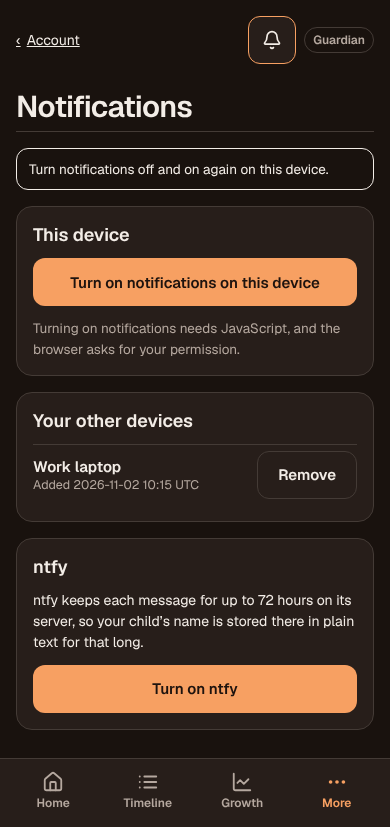 ‹ Account
Guardian
Notifications
Turn notifications off and on again on this device.
This device
Turn on notifications on this device
Turning on notifications needs JavaScript, and the
browser asks for your permission.
Your other devices
Work laptop
Added 2026-11-02 10:15 UTC
Remove
ntfy
ntfy keeps each message for up to 72 hours on its
server, so your child’s name is stored there in plain
text for that long.
Turn on ntfy
Home
Timeline
Growth
More